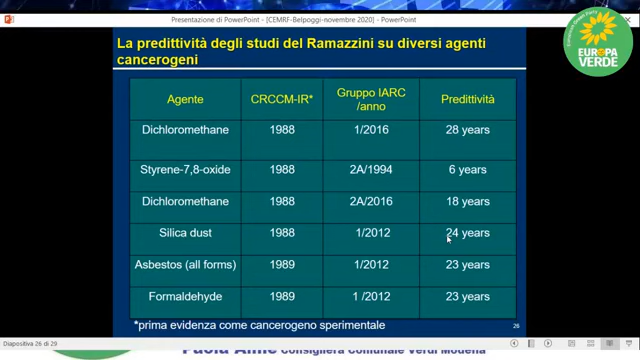 Presentazione di PowerPoint - [CEMRF-Belpoggi-novembre 2020] - PowerPoint
EUROPA
VERDE
La predittività degli studi del Ramazzini su diversi agenti
cancerogeni
Agente CRCCM-IR* Gruppo IARC /anno Predittività
Dichloromethane 1988 1/2016 28 years
Styrene-7,8-oxide 1988 2A/1994 6 years
Dichloromethane 1988 2A/2016 18 years
Silica dust 1988 1/2012 24 years
Asbestos (all forms) 1989 1/2012 23 years
Formaldehyde 1989 1 /2012 23 years
*prima evidenza come cancerogeno sperimentale
26
Diapositiva 26 di 29
Consigliera Comunale Verdi Modena